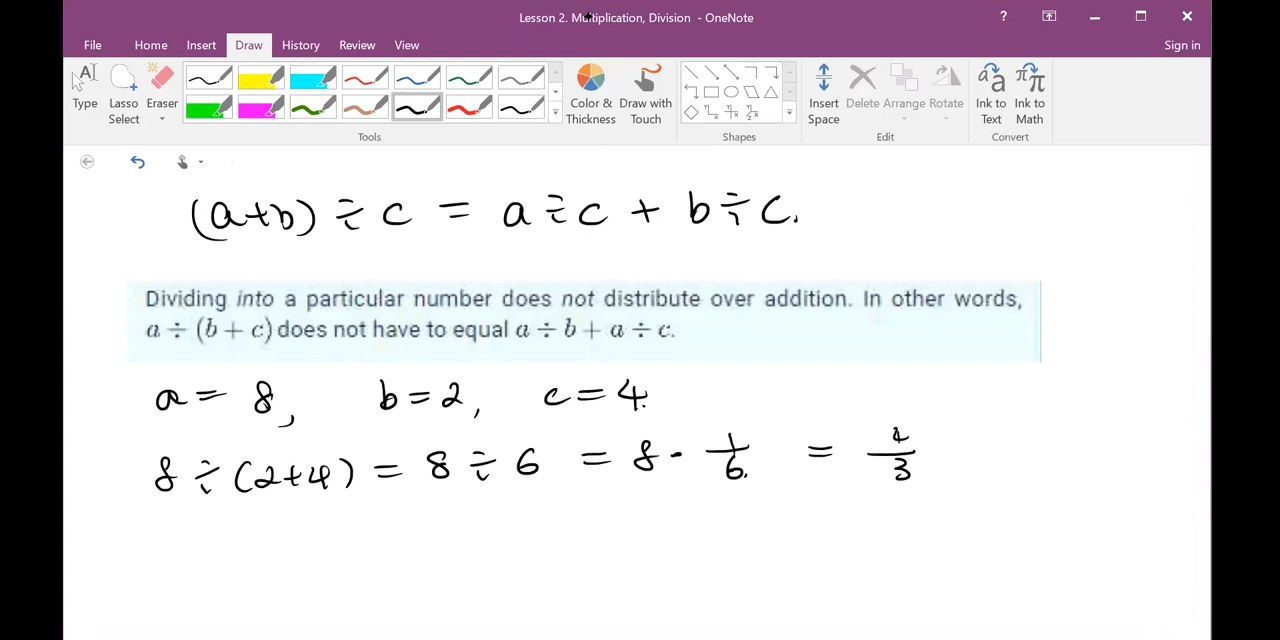 Lesson 2. Multiplication, Division - OneNote
File Home Insert Draw History Review View Sign in
Type Lasso Select Eraser Color & Thickness Draw with Touch Insert Space Delete Arrange Rotate Ink to Text Ink to Math
Tools Shapes Edit Convert
(a+b) ÷ c = a ÷ c + b ÷ c.
Dividing into a particular number does not distribute over addition. In other words,
a ÷ (b + c) does not have to equal a ÷ b + a ÷ c.
a = 8, b = 2, c = 4.
8 ÷ (2+4) = 8 ÷ 6 = 8 · 1/6. = 4/3